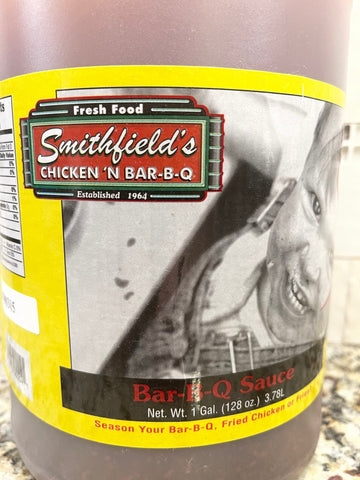 Fresh Food
Smithfield's
CHICKEN 'N BAR-B-Q
Established 1964
Bar-B-Q Sauce
Net. Wt. 1 Gal. (128 oz.) 3.78L
Season Your Bar-B-Q, Fried Chicken or